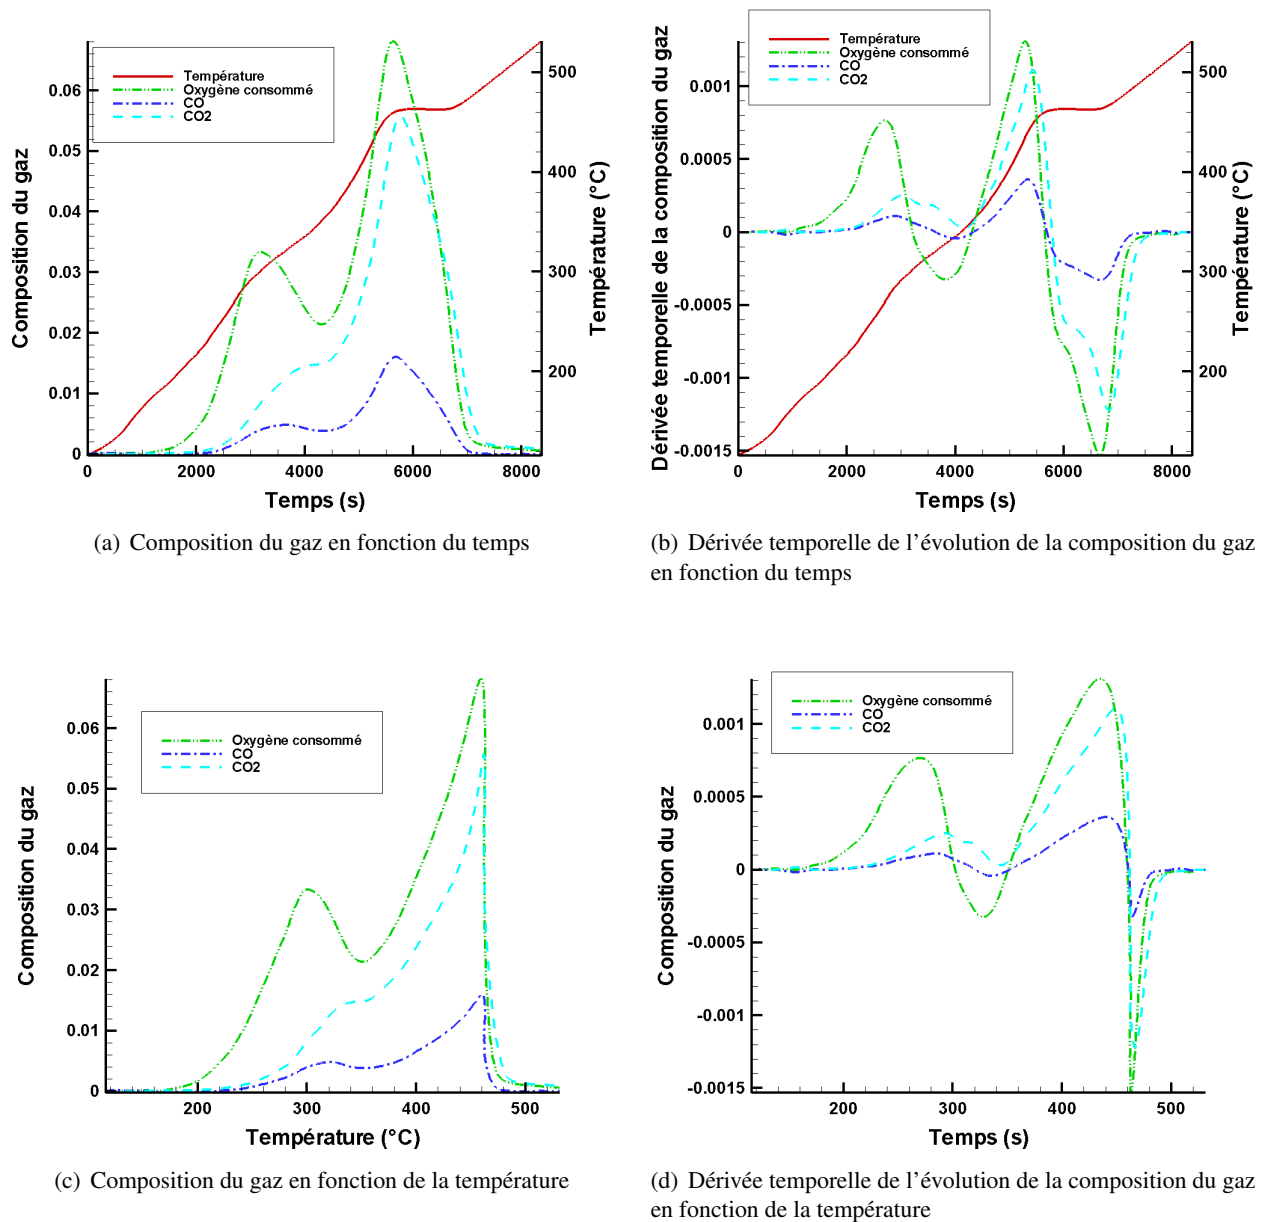 Température
Oxygène consommé
CO
CO2
Composition du gaz
0.06
0.05
0.04
0.03
0.02
0.01
0
0 2000 4000 6000 8000
Temps (s)
500
400
300
200
Température (°C)
(a) Composition du gaz en fonction du temps
Température
Oxygène consommé
CO
CO2
Dérivée temporelle de la composition du gaz
0.001
0.0005
0
-0.0005
-0.001
-0.0015
0 2000 4000 6000 8000
Temps (s)
500
400
300
200
Température (°C)
(b) Dérivée temporelle de l’évolution de la composition du gaz
en fonction du temps
Oxygène consommé
CO
CO2
Composition du gaz
0.06
0.05
0.04
0.03
0.02
0.01
0
200 300 400 500
Température (°C)
(c) Composition du gaz en fonction de la température
Oxygène consommé
CO
CO2
Composition du gaz
0.001
0.0005
0
-0.0005
-0.001
-0.0015
200 300 400 500
Temps (s)
(d) Dérivée temporelle de l’évolution de la composition du gaz
en fonction de la température